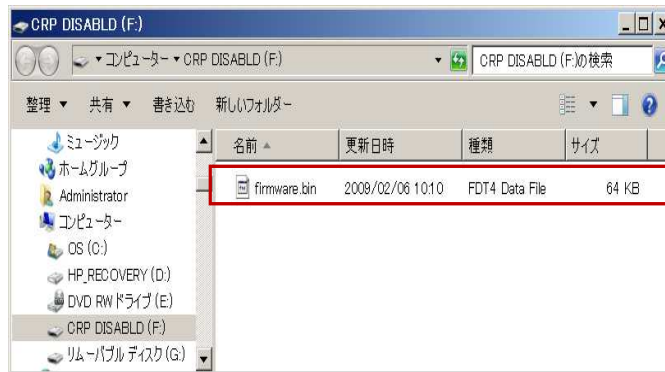 CRP DISABLD (F:)
コンピューター ▾ CRP DISABLD (F:)
CRP DISABLD (F:)の検索
整理 ▼ 共有 ▼ 書き込む 新しいフォルダー
名前 更新日時 種類 サイズ
ミュージック
ホームグループ
Administrator
コンピューター
OS (C:)
HP_RECOVERY (D:)
DVD RW ドライブ (E:)
CRP DISABLD (F:)
リムーバブル ディスク (G:)
firmware.bin 2009/02/06 10:10 FDT4 Data File 64 KB